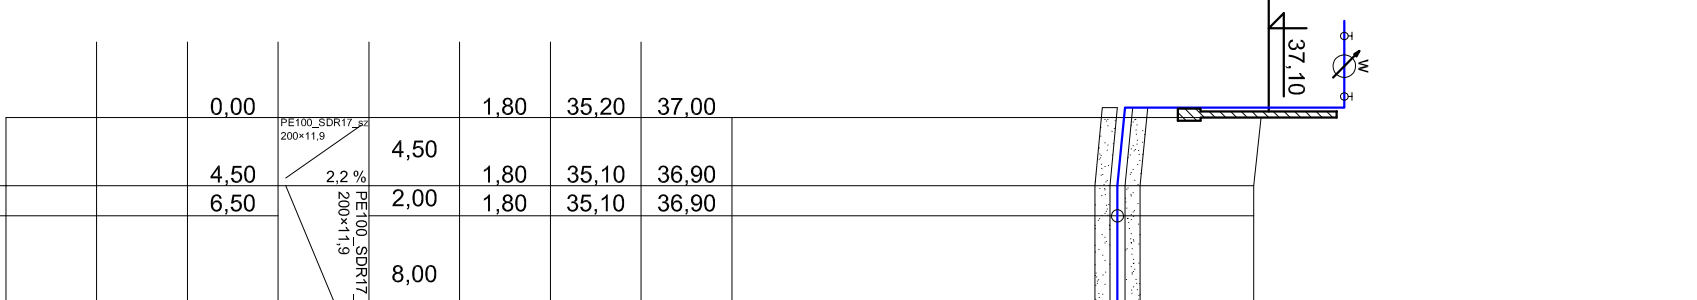 37,10
W
0,00 1,80 35,20 37,00
PE100_SDR17_sz
200×11,9
4,50
4,50 2,2 % 1,80 35,10 36,90
2,00
6,50 1,80 35,10 36,90
PE100_SDR17_
200×11,9
8,00